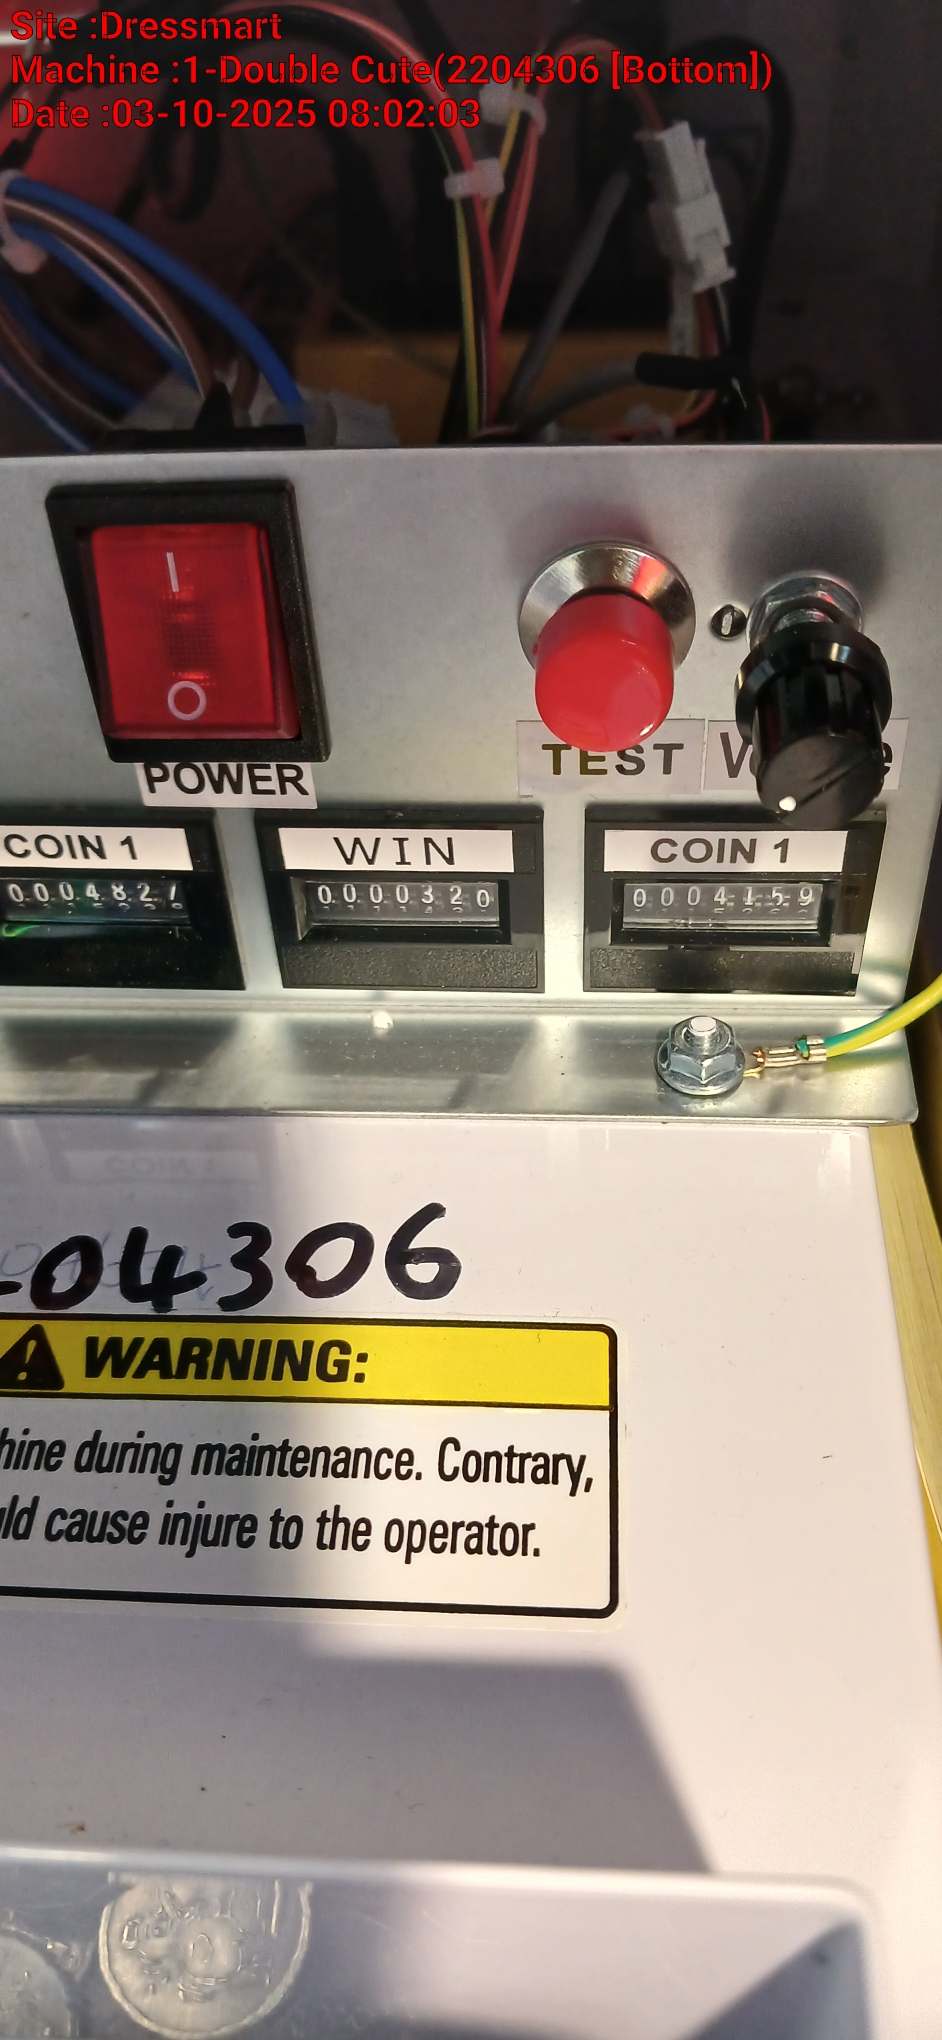 Site :Dressmart
Machine :1-Double Cute(2204306 [Bottom])
Date :03-10-2025 08:02:03
I
O
POWER
TEST
COIN 1
0004827
WIN
0000320
COIN 1
0004159
04306
WARNING:
hine during maintenance. Contrary,
uld cause injure to the operator.